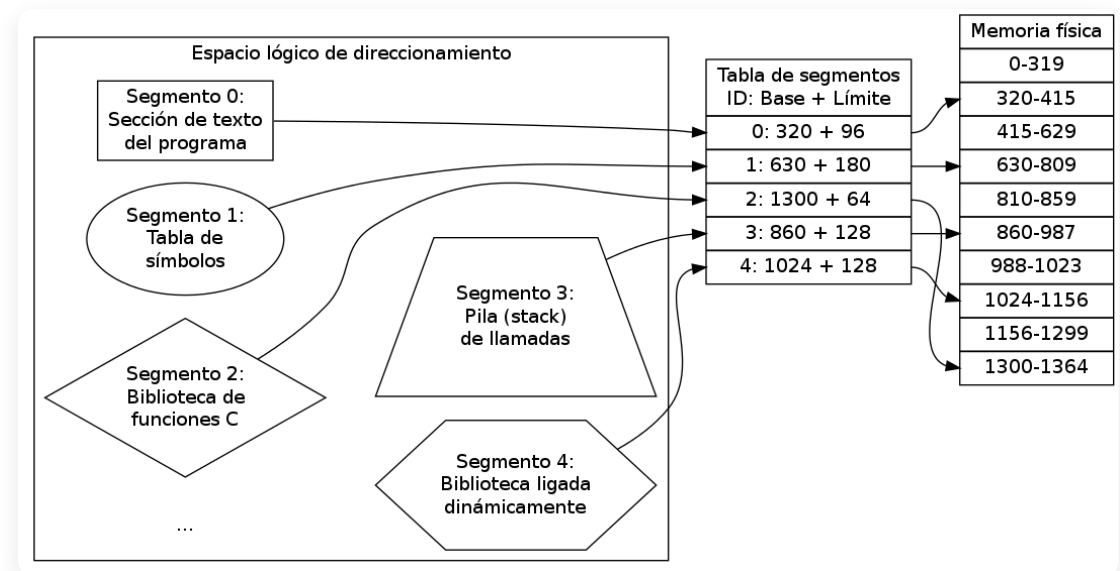 Espacio lógico de direccionamiento
Segmento 0:
Sección de texto
del programa
Segmento 1:
Tabla de
símbolos
Segmento 2:
Biblioteca de
funciones C
...
Segmento 3:
Pila (stack)
de llamadas
Segmento 4:
Biblioteca ligada
dinámicamente
Tabla de segmentos
ID: Base + Límite
0: 320 + 96
1: 630 + 180
2: 1300 + 64
3: 860 + 128
4: 1024 + 128
Memoria física
0-319
320-415
415-629
630-809
810-859
860-987
988-1023
1024-1156
1156-1299
1300-1364